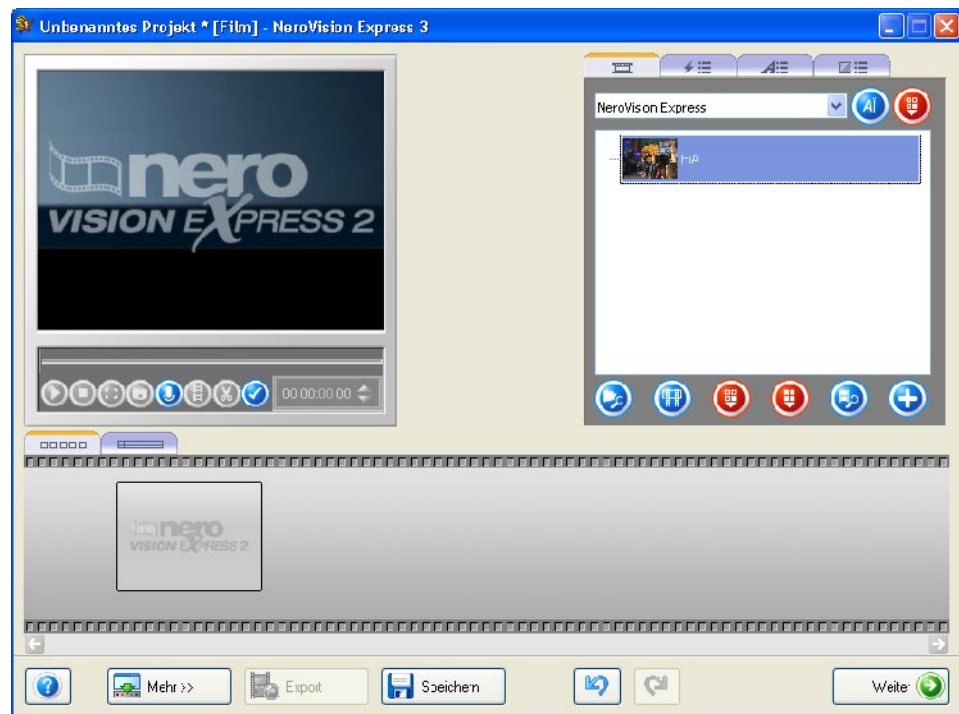 Unbenanntes Projekt * [Film] - NeroVision Express 3
nero
VISION EXPRESS 2
00 00:00 00
NeroVison Express
nero
VISION EXPRESS 2
Mehr >>
Export
Speichern
Weiter